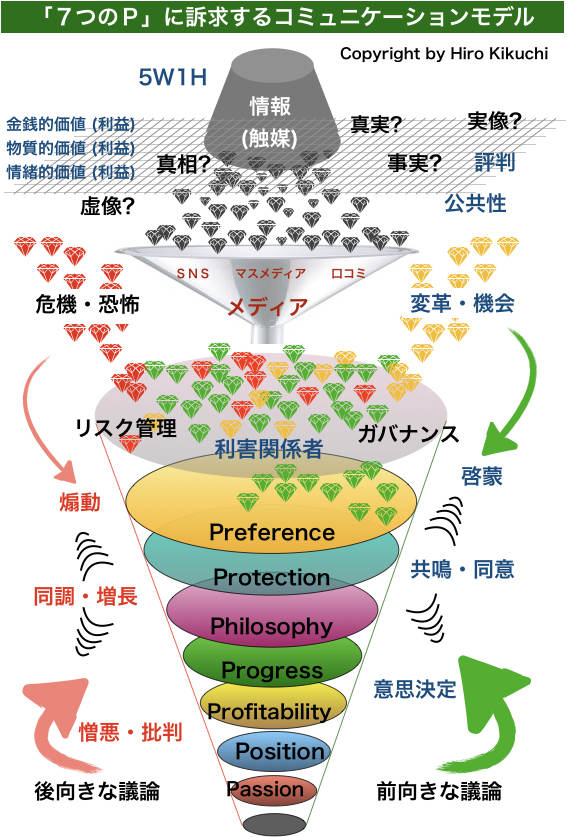 「７つのＰ」に訴求するコミュニケーションモデル
Copyright by Hiro Kikuchi
5W1H
情報
(触媒)
金銭的価値 (利益)
物質的価値 (利益)
情緒的価値 (利益)
真実?
実像?
真相?
事実?
評判
虚像?
公共性
ＳＮＳ
マスメディア
口コミ
メディア
危機・恐怖
変革・機会
リスク管理
ガバナンス
利害関係者
煽動
啓蒙
Preference
Protection
共鳴・同意
同調・増長
Philosophy
Progress
意思決定
Profitability
憎悪・批判
Position
Passion
後向きな議論
前向きな議論